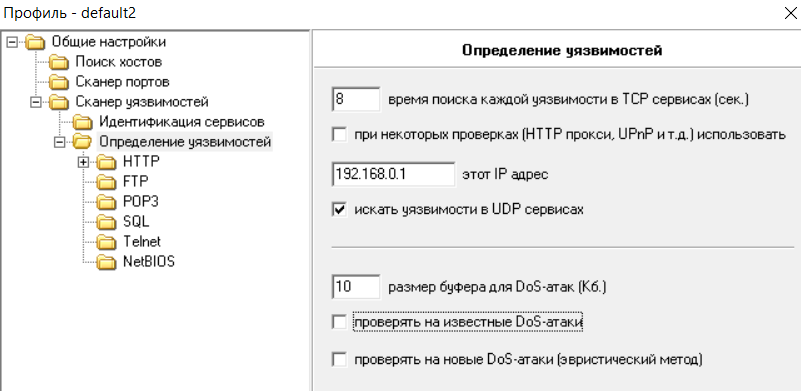 Профиль - default2
Общие настройки
Поиск хостов
Сканер портов
Сканер уязвимостей
Идентификация сервисов
Определение уязвимостей
HTTP
FTP
POP3
SQL
Telnet
NetBIOS
Определение уязвимостей
8 время поиска каждой уязвимости в TCP сервисах (сек.)
при некоторых проверках (HTTP прокси, UPnP и т.д.) использовать
192.168.0.1 этот IP адрес
искать уязвимости в UDP сервисах
10 размер буфера для DoS-атак (Кб.)
проверять на известные DoS-атаки
проверять на новые DoS-атаки (эвристический метод)